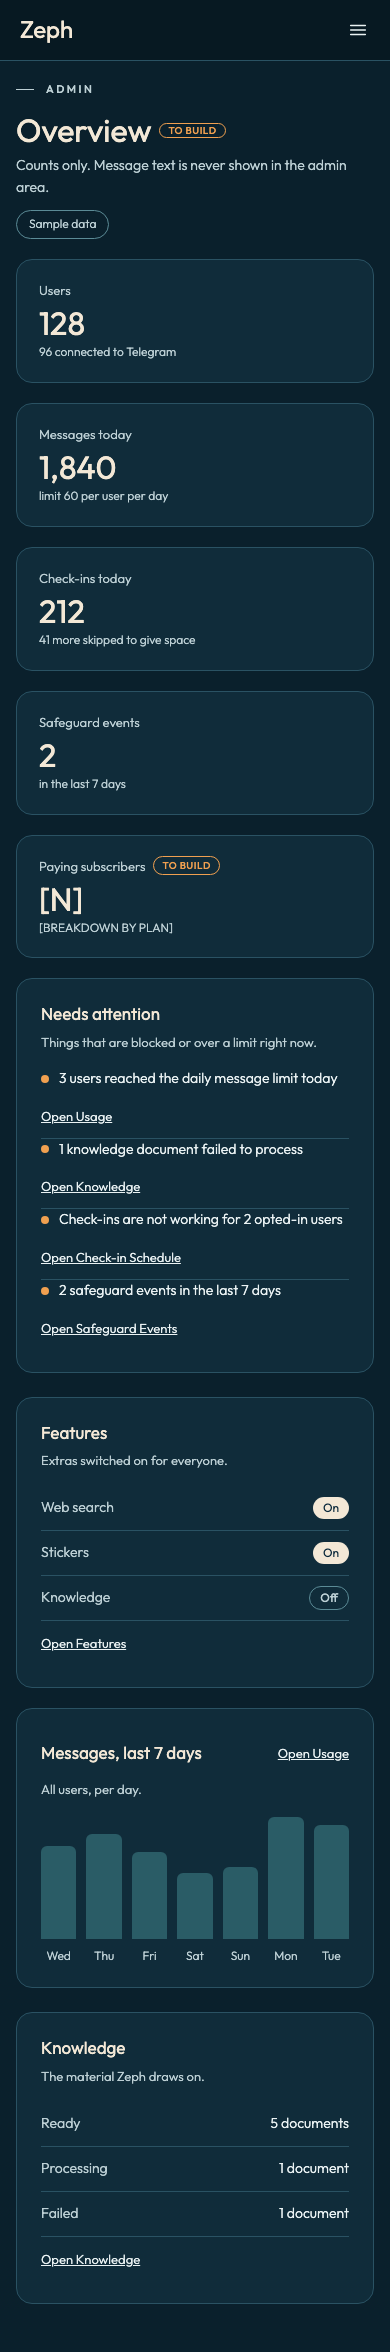 Zeph
ADMIN
Overview TO BUILD
Counts only. Message text is never shown in the admin
area.
Sample data
Users
128
96 connected to Telegram
Messages today
1,840
limit 60 per user per day
Check-ins today
212
41 more skipped to give space
Safeguard events
2
in the last 7 days
Paying subscribers TO BUILD
[N]
[BREAKDOWN BY PLAN]
Needs attention
Things that are blocked or over a limit right now.
3 users reached the daily message limit today
Open Usage
1 knowledge document failed to process
Open Knowledge
Check-ins are not working for 2 opted-in users
Open Check-in Schedule
2 safeguard events in the last 7 days
Open Safeguard Events
Features
Extras switched on for everyone.
Web search On
Stickers On
Knowledge Off
Open Features
Messages, last 7 days Open Usage
All users, per day.
Wed Thu Fri Sat Sun Mon Tue
Knowledge
The material Zeph draws on.
Ready 5 documents
Processing 1 document
Failed 1 document
Open Knowledge